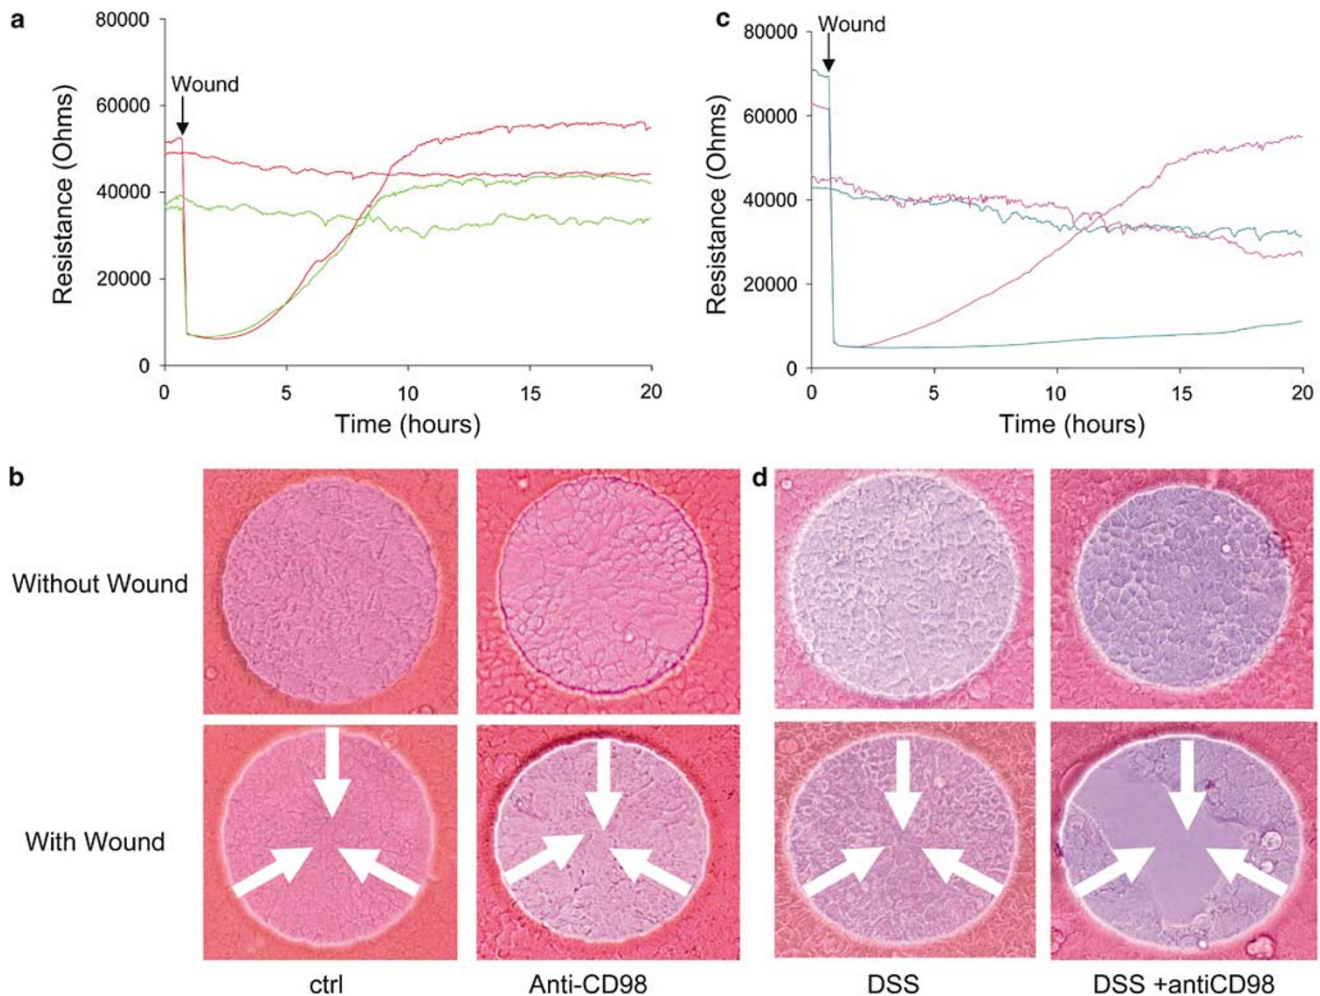 a
80000
60000
40000
20000
0
Resistance (Ohms)
Wound
0 5 10 15 20
Time (hours)
c
80000
60000
40000
20000
0
Resistance (Ohms)
Wound
0 5 10 15 20
Time (hours)
b
d
Without Wound
With Wound
ctrl
Anti-CD98
DSS
DSS +antiCD98